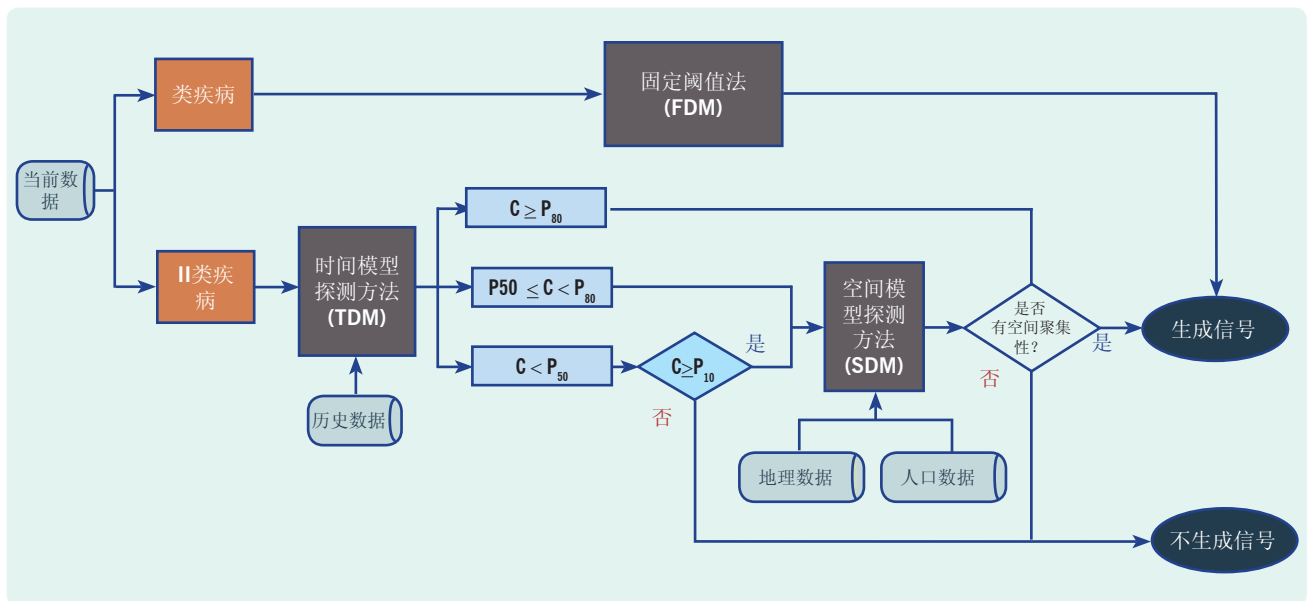 类疾病
固定阈值法
(FDM)
当前数
据
C ≥ P80
II类疾
病
时间模型
探测方法
(TDM)
P50 ≤ C < P80
空间模
型探测
方法
(SDM)
是否
有空间聚集
性?
是
生成信号
C < P50
C≥P10
是
否
否
历史数据
地理数据
人口数据
不生成信号